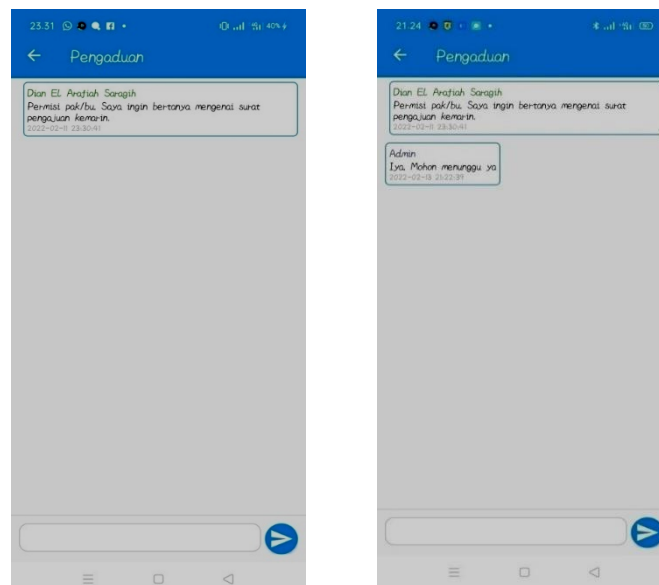 23.31
40%
Pengaduan
Dian EL Arafiah Saragih
Permisi pak/bu. Saya ingin bertanya mengenai surat
pengajuan kemarin.
2022-02-11 23:30:41
21.24
Pengaduan
Dian EL Arafiah Saragih
Permisi pak/bu. Saya ingin bertanya mengenai surat
pengajuan kemarin.
2022-02-11 23:30:41
Admin
Iya. Mohon menunggu ya
2022-02-13 21:22:39